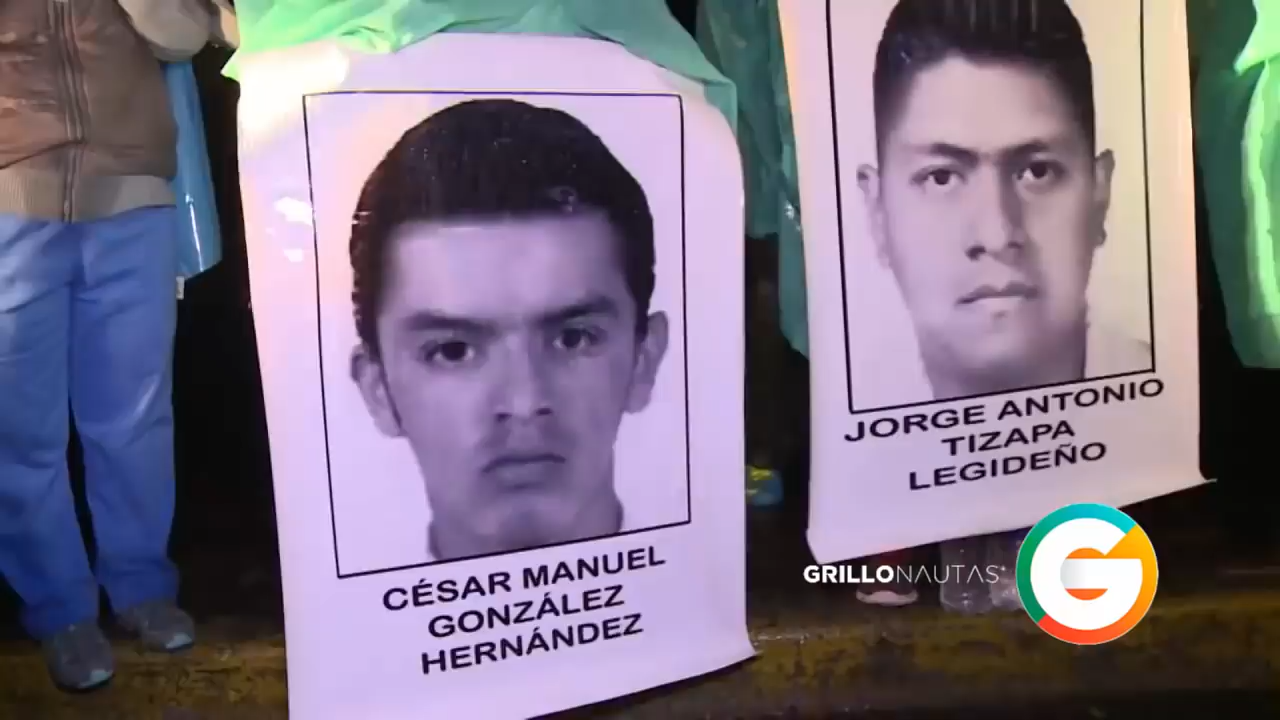 CÉSAR MANUEL
GONZÁLEZ
HERNÁNDEZ
JORGE ANTONIO
TIZAPA
LEGIDEÑO
GRILLONAUTAS
G